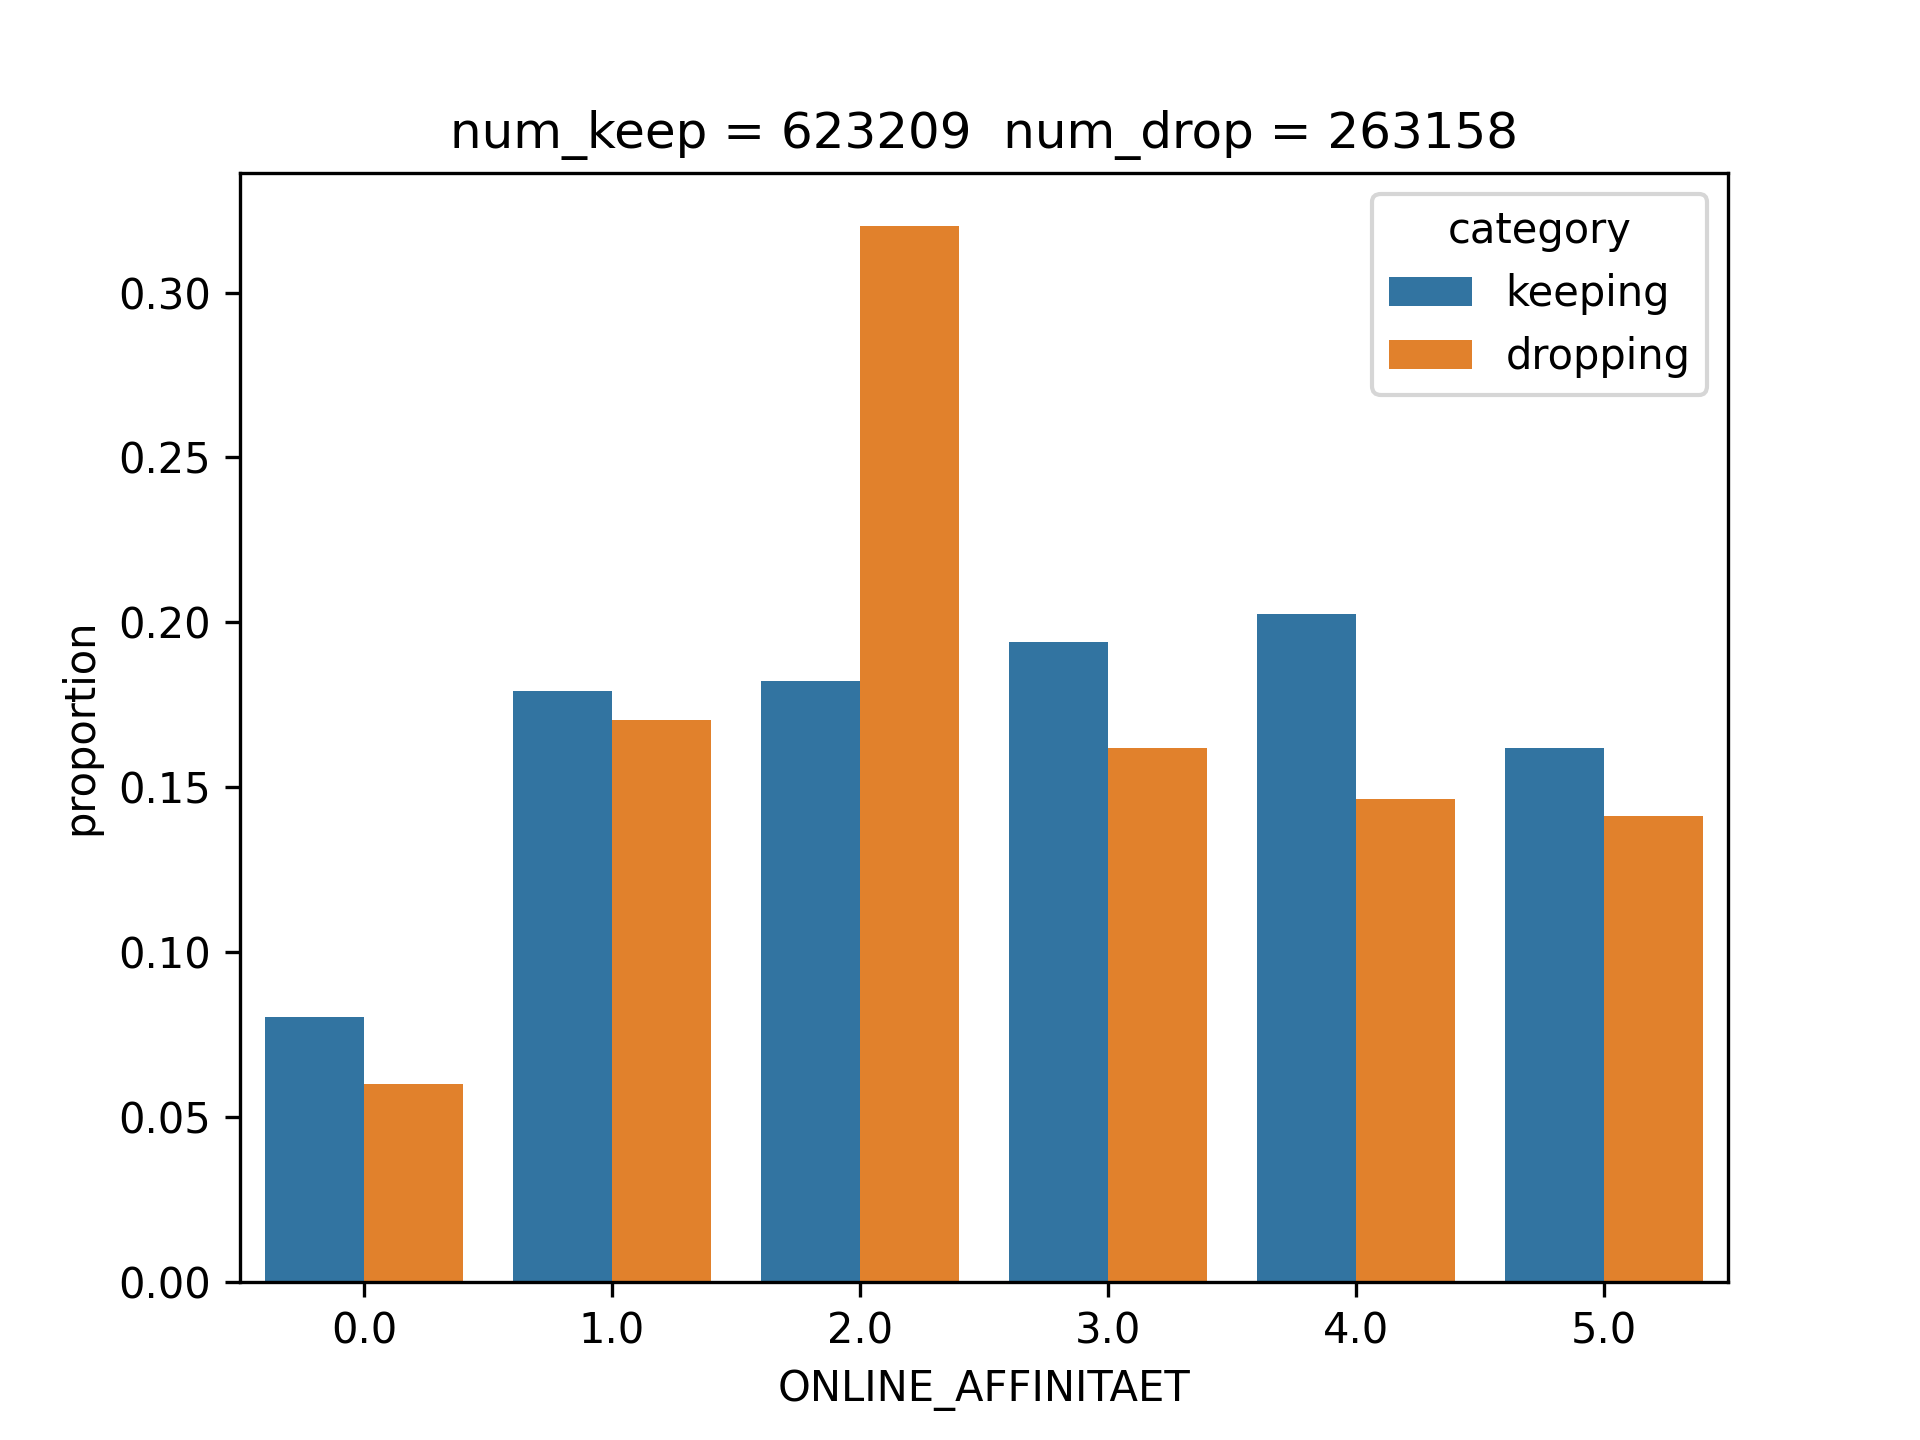 num_keep = 623209  num_drop = 263158
category
keeping
dropping
proportion
0.30
0.25
0.20
0.15
0.10
0.05
0.00
0.0 1.0 2.0 3.0 4.0 5.0
ONLINE_AFFINITAET